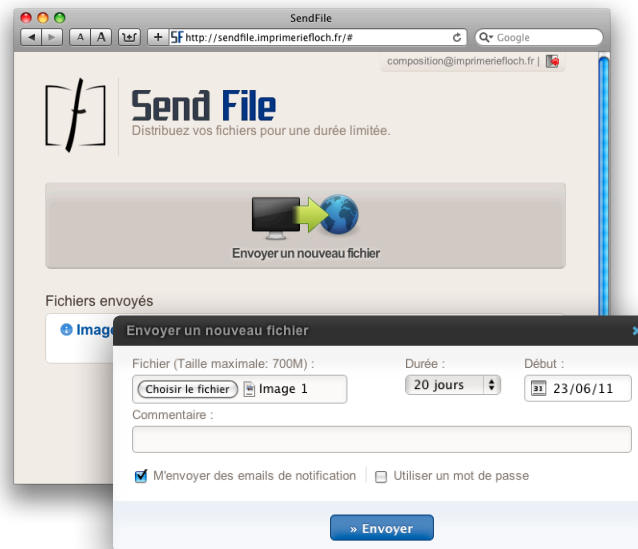 SendFile
A A + SF http://sendfile.imprimeriefloch.fr/# Google
composition@imprimeriefloch.fr |
Send File
Distribuez vos fichiers pour une durée limitée.
Envoyer un nouveau fichier
Fichiers envoyés
Image
Envoyer un nouveau fichier
Fichier (Taille maximale: 700M) : Durée : Début :
Choisir le fichier Image 1 20 jours 31 23/06/11
Commentaire :
M'envoyer des emails de notification Utiliser un mot de passe
» Envoyer